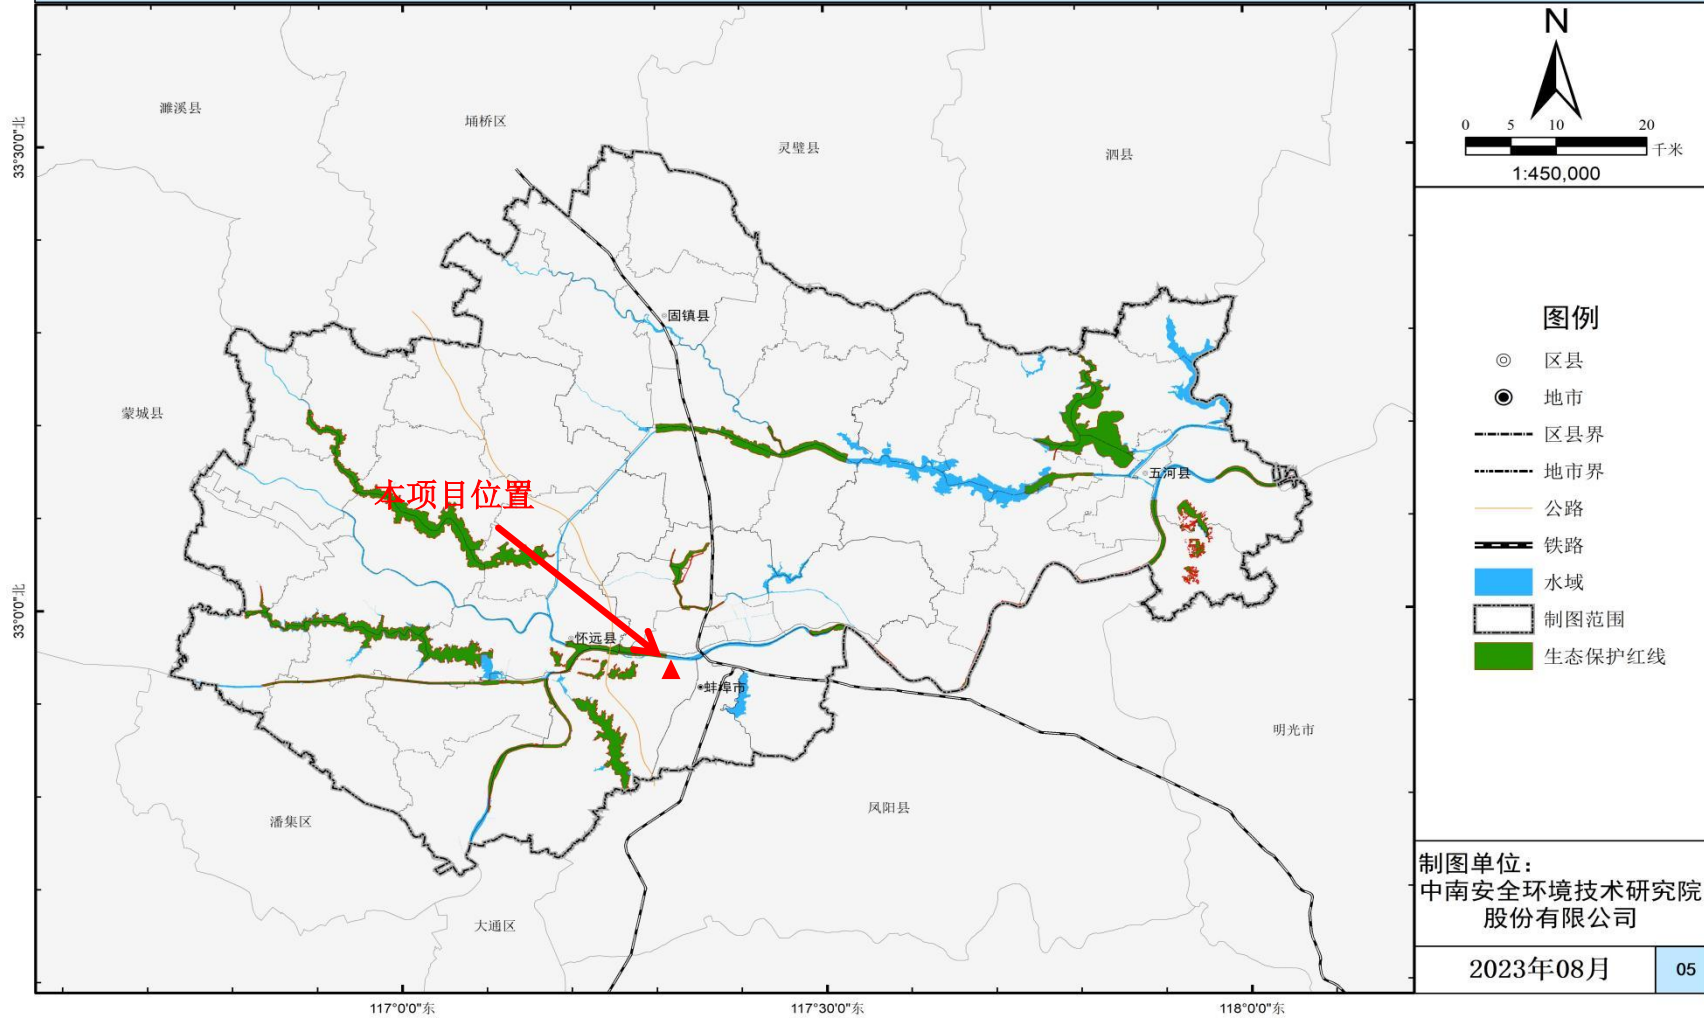 濉溪县
埇桥区
灵璧县
泗县
固镇县
蒙城县
本项目位置
五河县
怀远县
蚌埠市
明光市
凤阳县
潘集区
大通区
33°30'0"北
33°0'0"北
117°0'0"东
117°30'0"东
118°0'0"东
N
0 5 10 20
千米
1:450,000
图例
区县
地市
区县界
地市界
公路
铁路
水域
制图范围
生态保护红线
制图单位：
中南安全环境技术研究院
股份有限公司
2023年08月
05